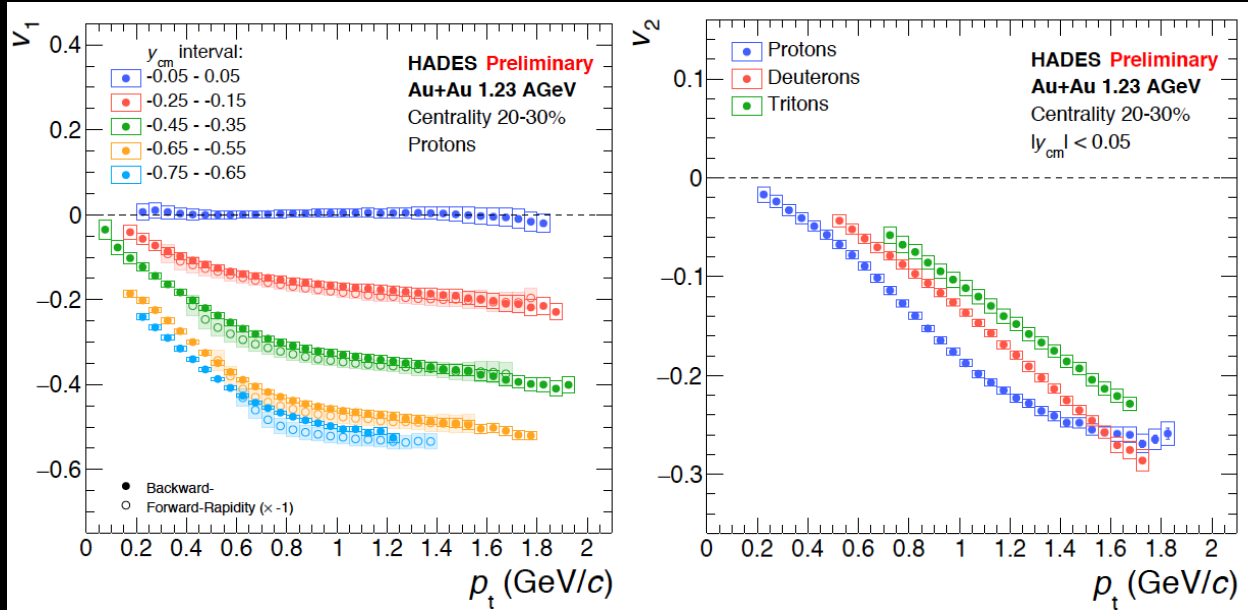 v1
0.4
0.2
0
−0.2
−0.4
−0.6
ycm interval:
-0.05 - 0.05
-0.25 - -0.15
-0.45 - -0.35
-0.65 - -0.55
-0.75 - -0.65
HADES Preliminary
Au+Au 1.23 AGeV
Centrality 20-30%
Protons
Backward-
Forward-Rapidity (× -1)
0 0.2 0.4 0.6 0.8 1 1.2 1.4 1.6 1.8 2
pt (GeV/c)
v2
0.1
0
−0.1
−0.2
−0.3
Protons
Deuterons
Tritons
HADES Preliminary
Au+Au 1.23 AGeV
Centrality 20-30%
|ycm| < 0.05
0 0.2 0.4 0.6 0.8 1 1.2 1.4 1.6 1.8 2
pt (GeV/c)